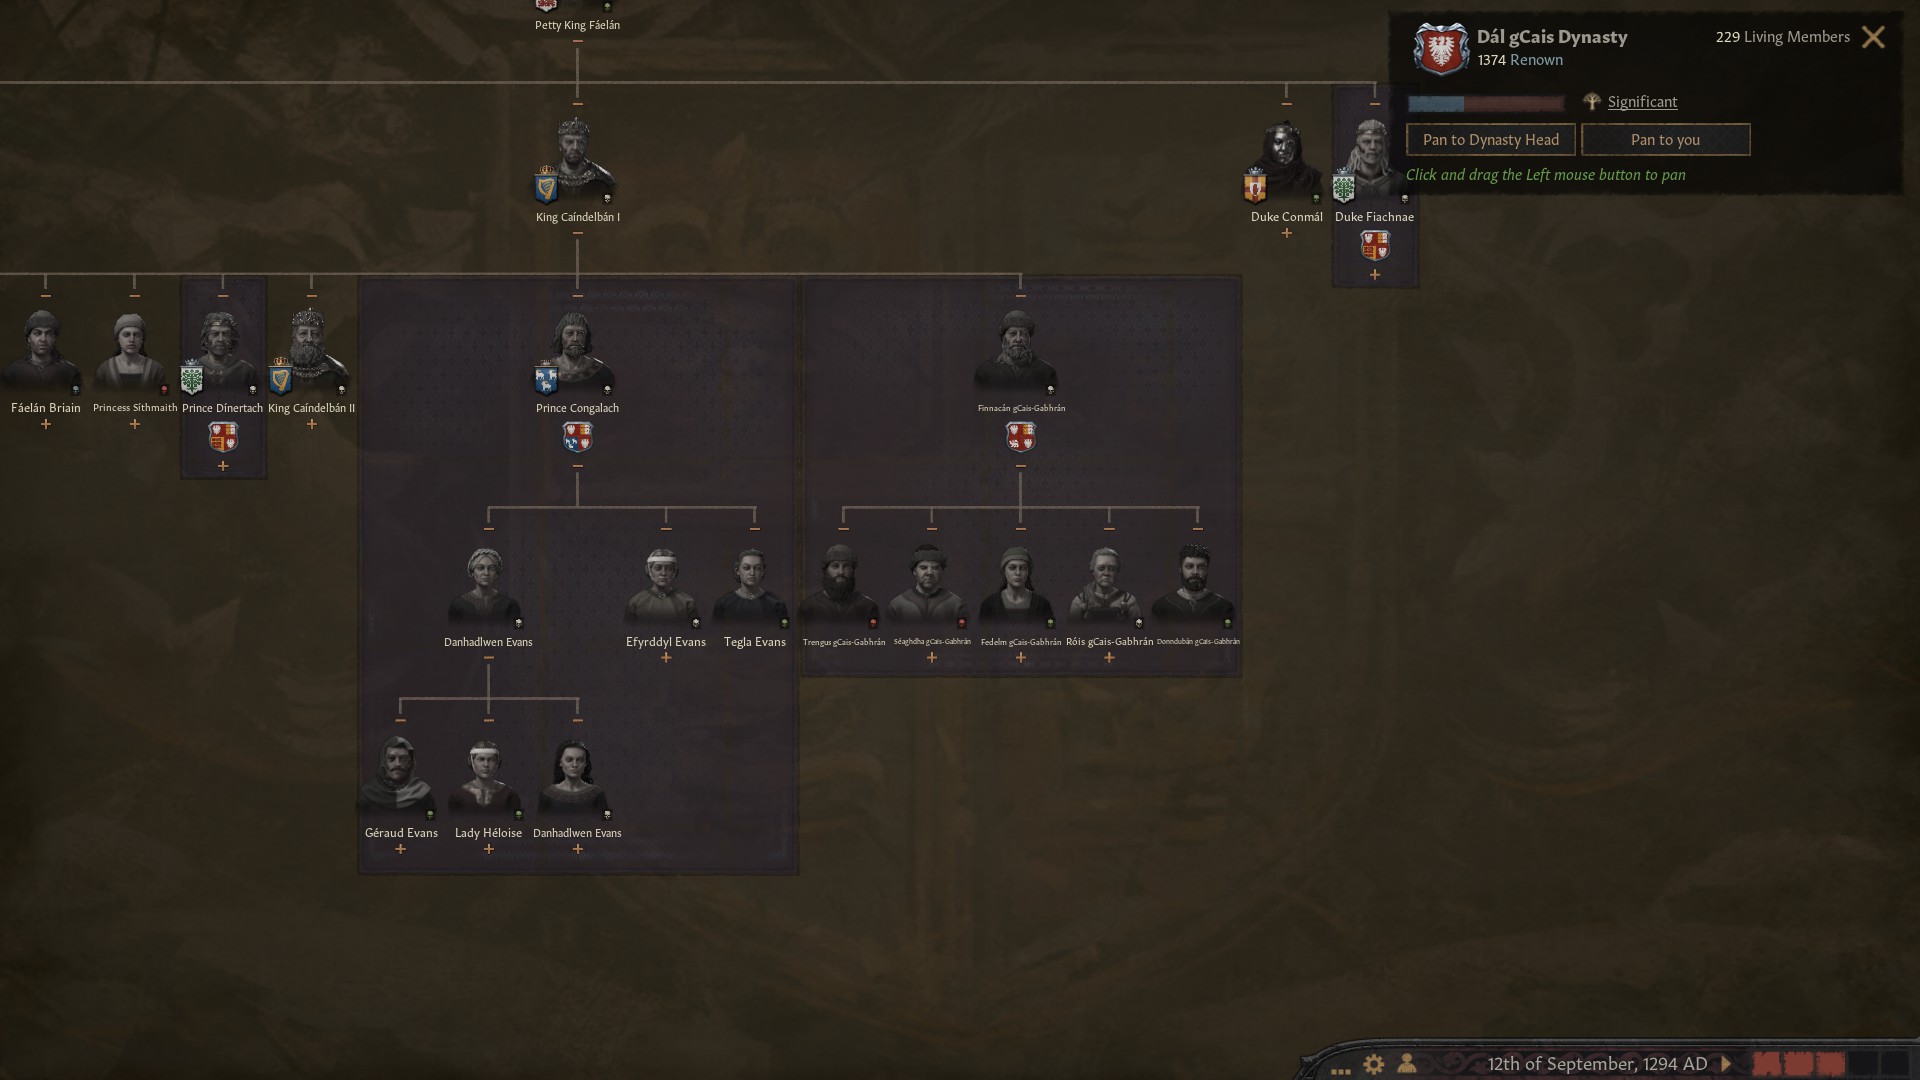 Petty King Fáelán
Dál gCais Dynasty
229 Living Members
1374 Renown
Significant
Pan to Dynasty Head
Pan to you
Click and drag the Left mouse button to pan
King Caíndelbán I
Duke Conmál
Duke Fiachnae
Fáelán Briain
Princess Síthmaith
Prince Dínertach
King Caíndelbán II
Prince Congalach
Finnacán gCais-Gabhrán
Danhadlwen Evans
Efyrddyl Evans
Tegla Evans
Trengus gCais-Gabhrán
Séaghdha gCais-Gabhrán
Fedelm gCais-Gabhrán
Róis gCais-Gabhrán
Donndubán gCais-Gabhrán
Géraud Evans
Lady Héloise
Danhadlwen Evans
12th of September, 1294 AD